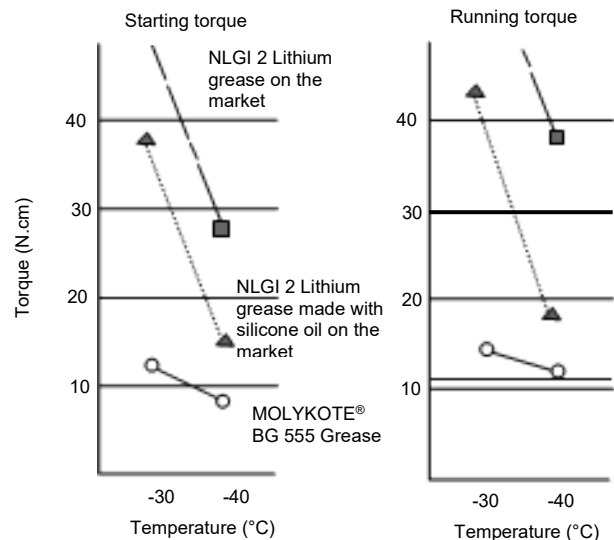 Starting torque
Running torque
NLGI 2 Lithium
grease on the
market
40
30
20
10
Torque (N.cm)
NLGI 2 Lithium
grease made with
silicone oil on the
market
MOLYKOTE®
BG 555 Grease
-30
-40
Temperature (°C)
40
30
20
10
-30
-40
Temperature (°C)